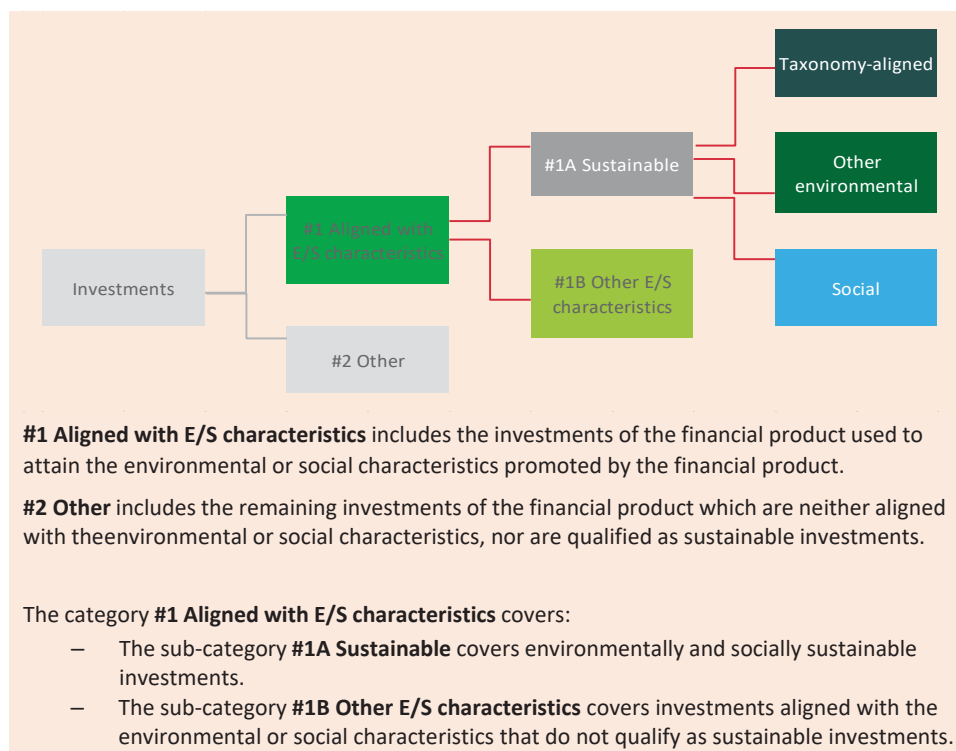 Taxonomy-aligned
#1A Sustainable
Other
environmental
#1 Aligned with
E/S characteristics
Investments
#1B Other E/S
characteristics
Social
#2 Other
#1 Aligned with E/S characteristics includes the investments of the financial product used to
attain the environmental or social characteristics promoted by the financial product.
#2 Other includes the remaining investments of the financial product which are neither aligned
with theenvironmental or social characteristics, nor are qualified as sustainable investments.
The category #1 Aligned with E/S characteristics covers:
– The sub-category #1A Sustainable covers environmentally and socially sustainable
investments.
– The sub-category #1B Other E/S characteristics covers investments aligned with the
environmental or social characteristics that do not qualify as sustainable investments.